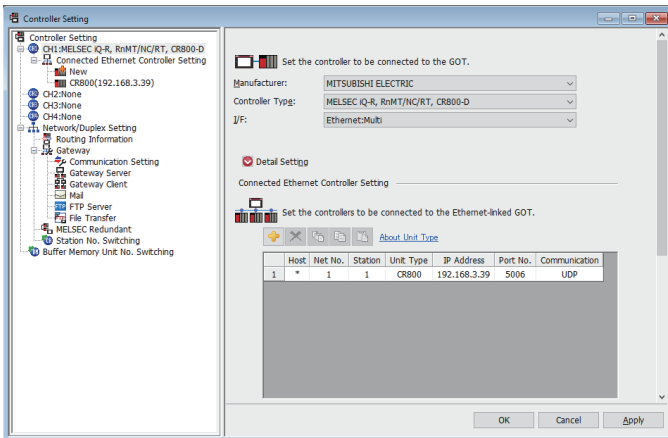 Controller Setting
Controller Setting
CH1:MELSEC iQ-R, RnMT/NC/RT, CR800-D
Connected Ethernet Controller Setting
New
CR800(192.168.3.39)
CH2:None
CH3:None
CH4:None
Network/Duplex Setting
Routing Information
Gateway
Communication Setting
Gateway Server
Gateway Client
Mail
FTP Server
File Transfer
MELSEC Redundant
Station No. Switching
Buffer Memory Unit No. Switching
Set the controller to be connected to the GOT.
Manufacturer: MITSUBISHI ELECTRIC
Controller Type: MELSEC iQ-R, RnMT/NC/RT, CR800-D
I/F: Ethernet:Multi
Detail Setting
Connected Ethernet Controller Setting
Set the controllers to be connected to the Ethernet-linked GOT.
About Unit Type
Host Net No. Station Unit Type IP Address Port No. Communication
1 * 1 1 CR800 192.168.3.39 5006 UDP
OK Cancel Apply